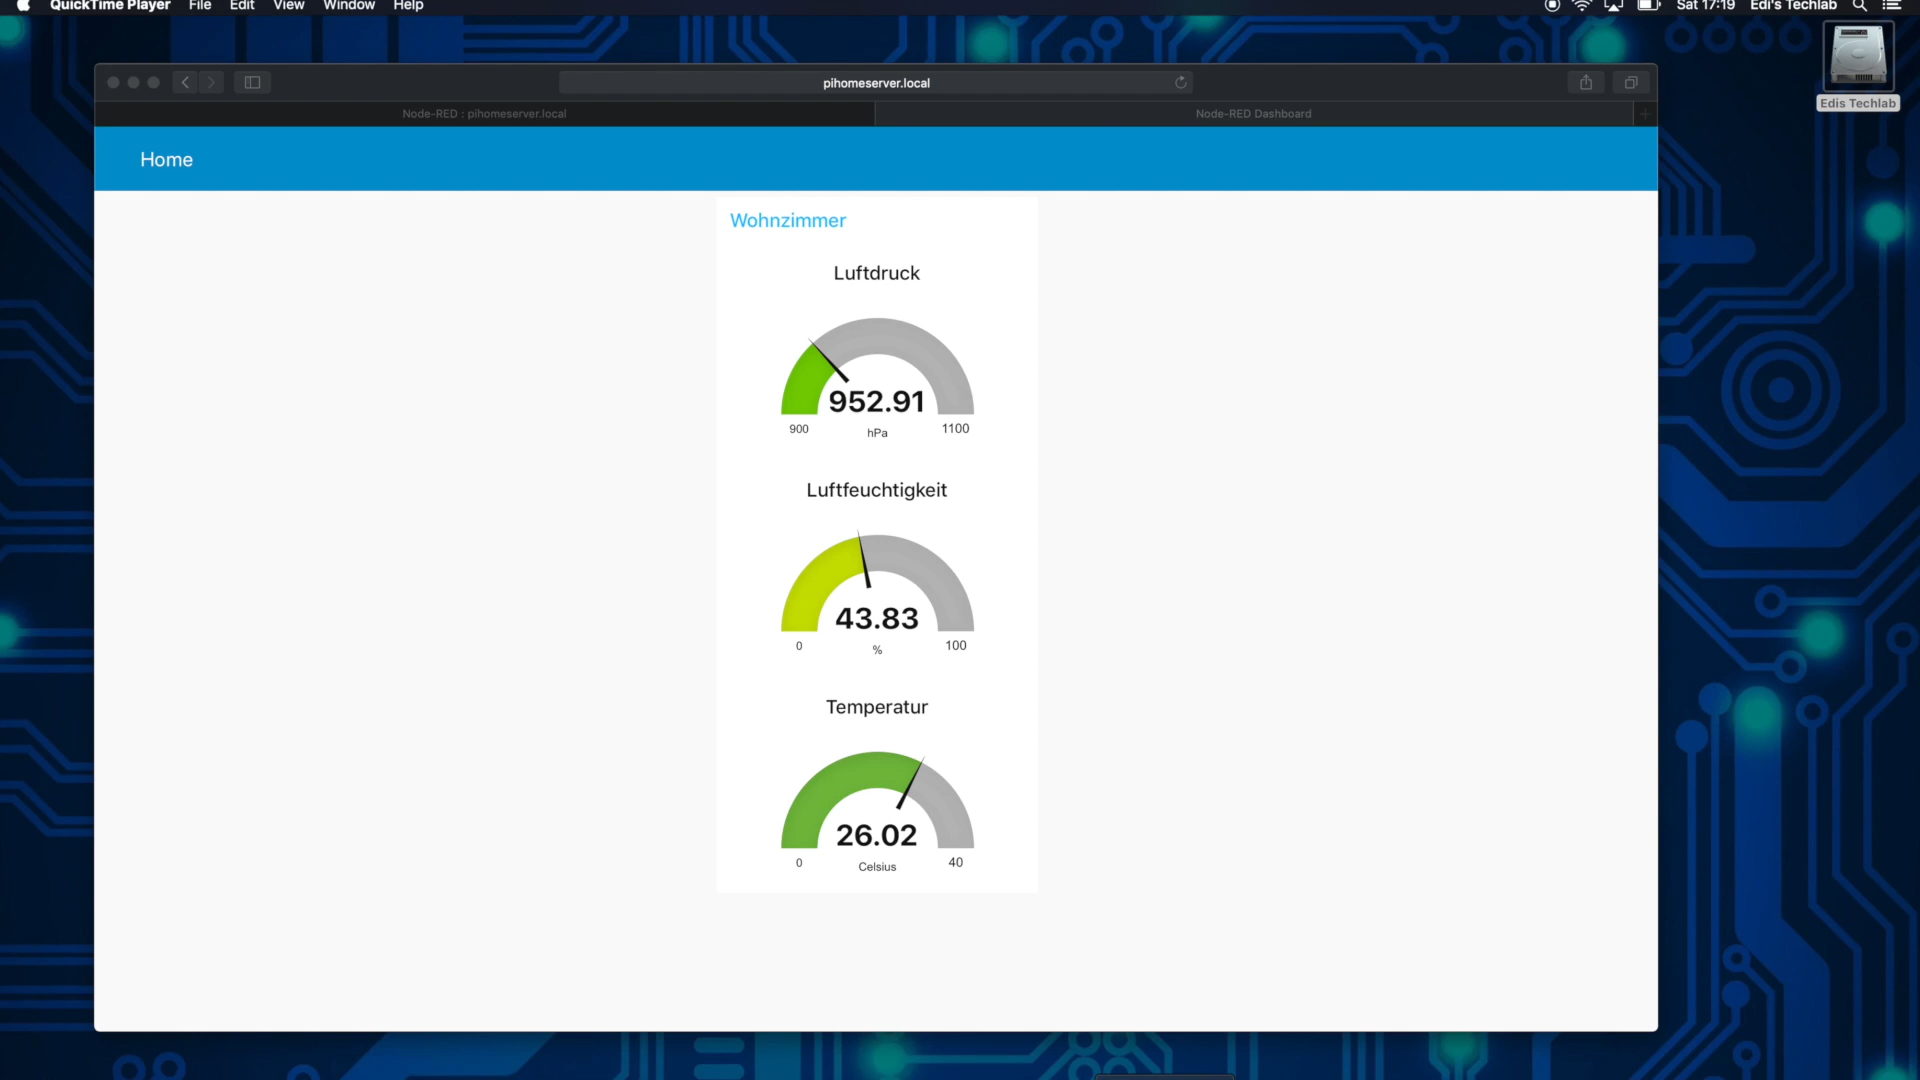 QuickTime Player File Edit View Window Help Sat 17:19 Edi's Techlab
pihomeserver.local
Edis Techlab
Node-RED : pihomeserver.local Node-RED Dashboard
Home
Wohnzimmer
Luftdruck
952.91
900 hPa 1100
Luftfeuchtigkeit
43.83
0 % 100
Temperatur
26.02
0 Celsius 40